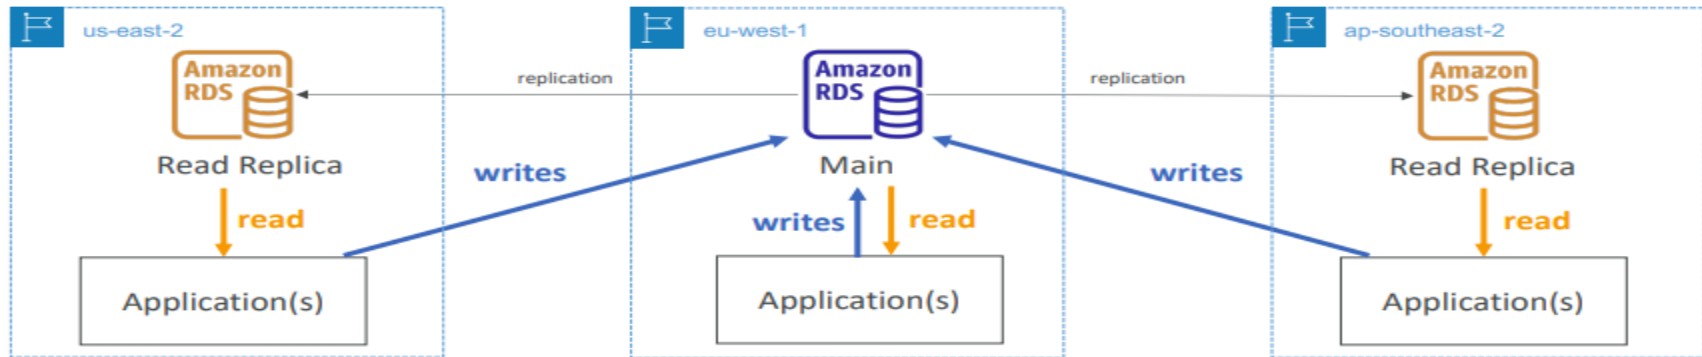 us-east-2
eu-west-1
ap-southeast-2
Amazon
RDS
replication
Amazon
RDS
replication
Amazon
RDS
Read Replica
writes
Main
writes
Read Replica
read
writes
read
read
Application(s)
Application(s)
Application(s)